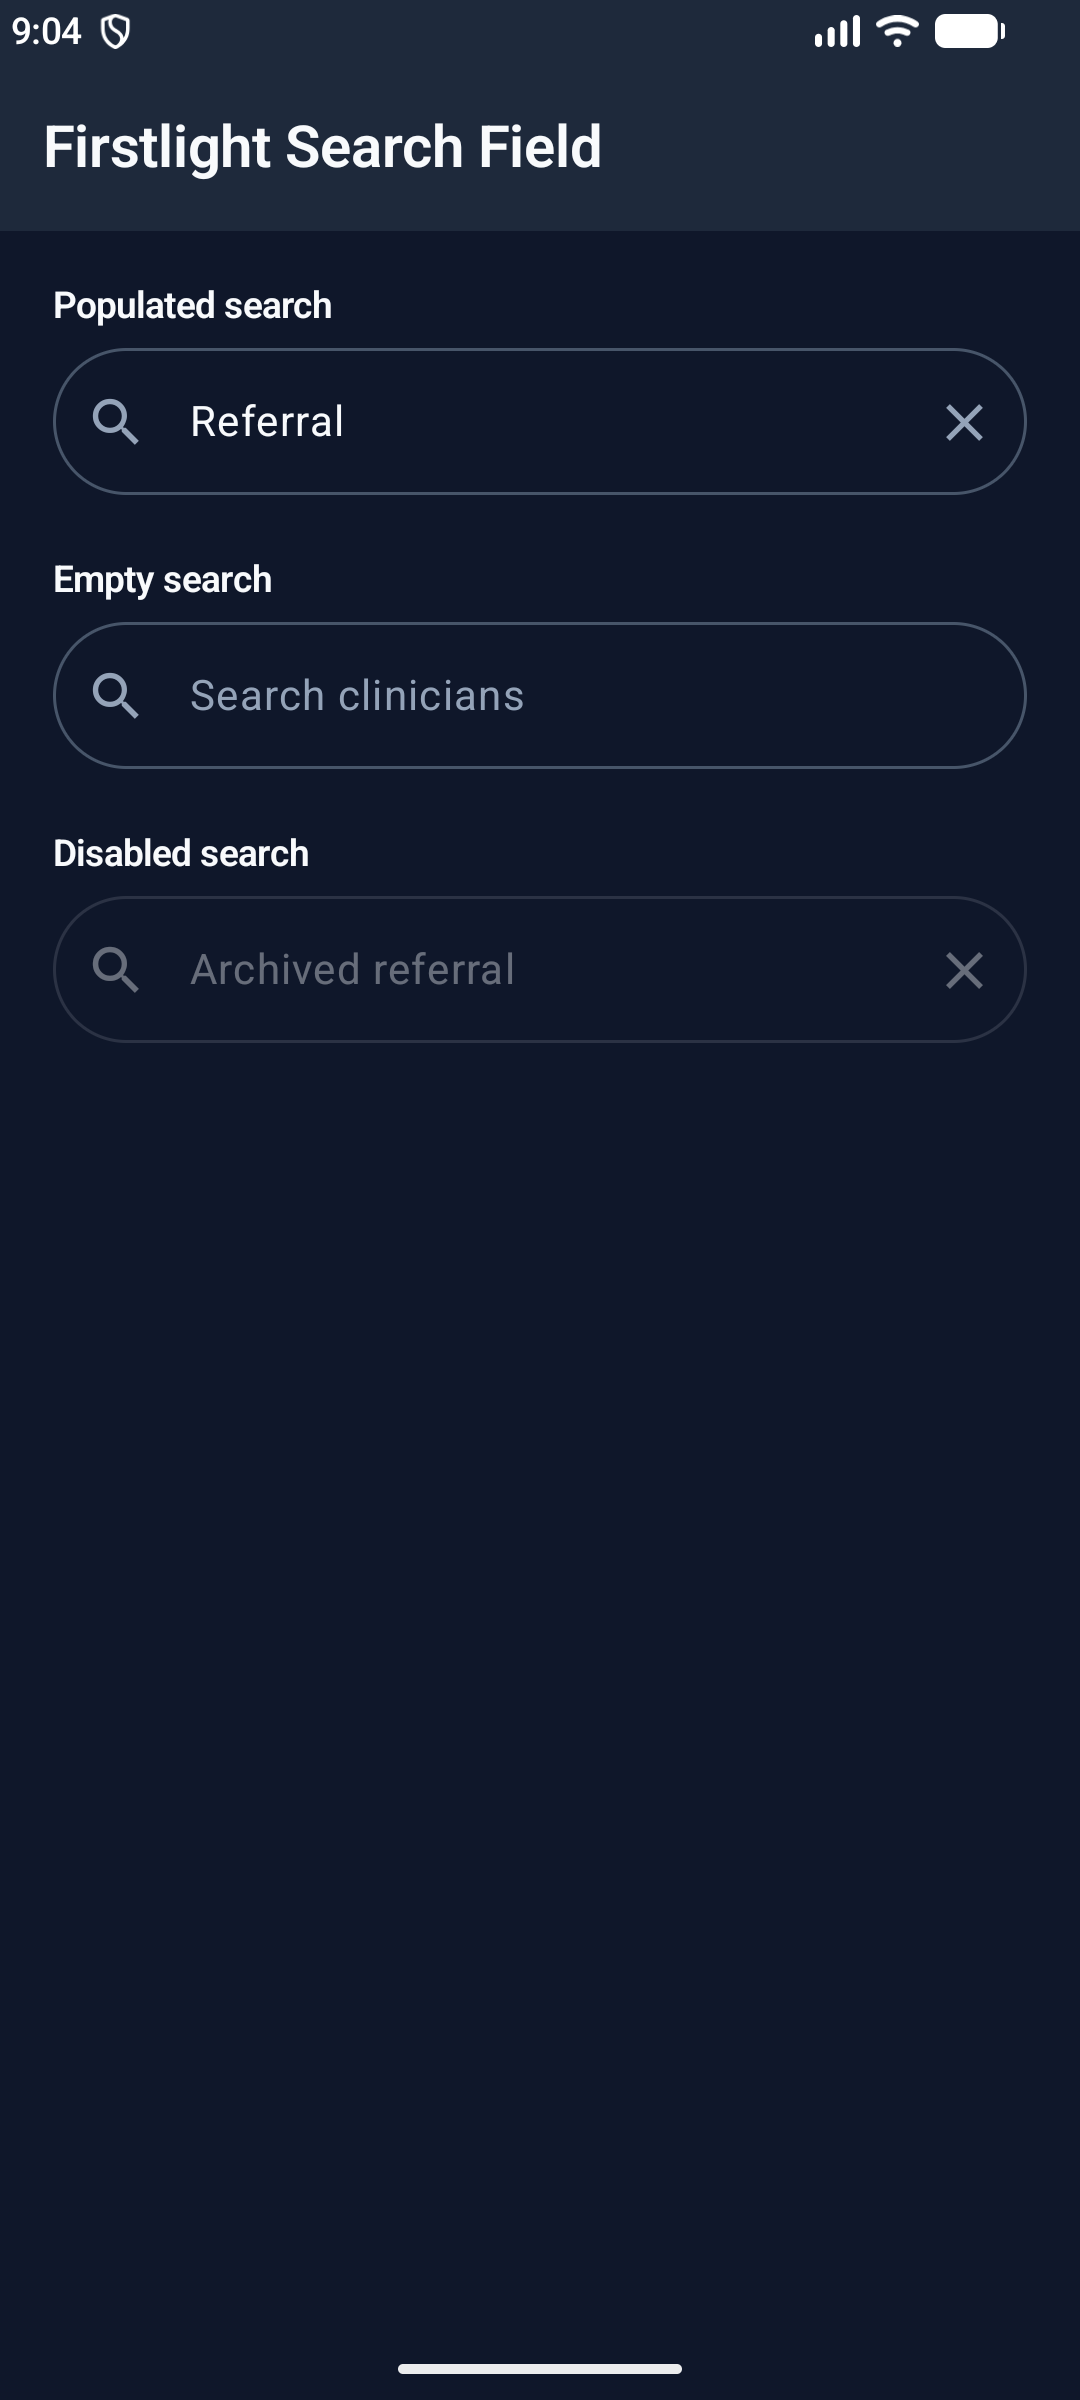 9:04
Firstlight Search Field
Populated search
Referral
Empty search
Search clinicians
Disabled search
Archived referral